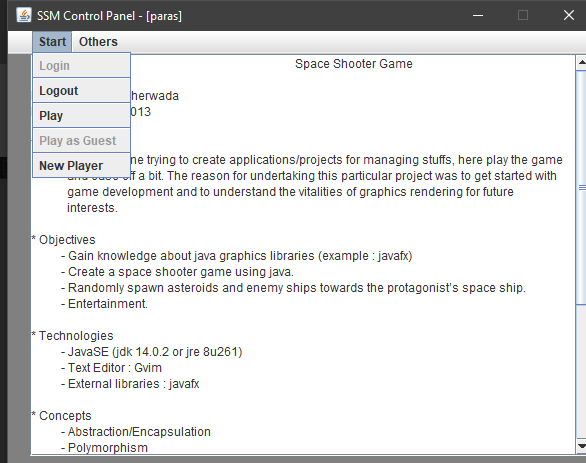 SSM Control Panel - [paras]
Start Others
Login
Logout
Play
Play as Guest
New Player
Space Shooter Game
herwada
013
ne trying to create applications/projects for managing stuffs, here play the game
off a bit. The reason for undertaking this particular project was to get started with
game development and to understand the vitalities of graphics rendering for future
interests.
* Objectives
- Gain knowledge about java graphics libraries (example : javafx)
- Create a space shooter game using java.
- Randomly spawn asteroids and enemy ships towards the protagonist's space ship.
- Entertainment.
* Technologies
- JavaSE (jdk 14.0.2 or jre 8u261)
- Text Editor : Gvim
- External libraries : javafx
* Concepts
- Abstraction/Encapsulation
- Polymorphism